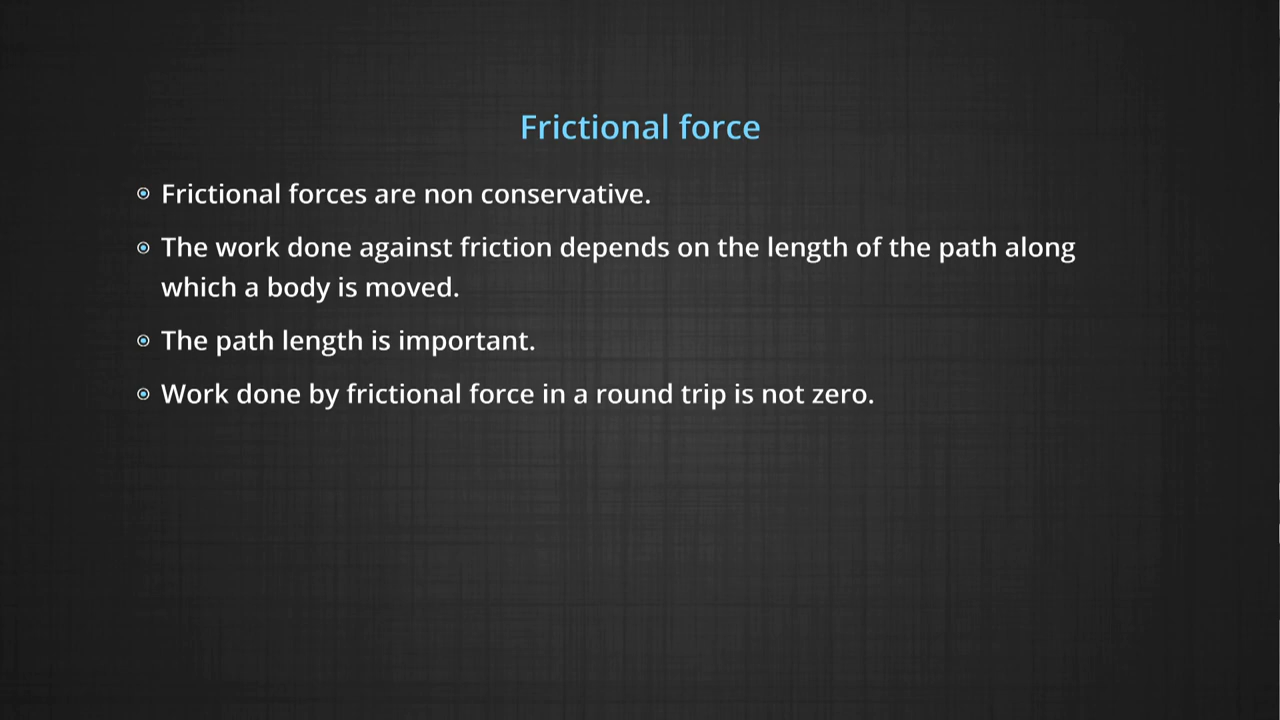 Frictional force
Frictional forces are non conservative.
The work done against friction depends on the length of the path along
which a body is moved.
The path length is important.
Work done by frictional force in a round trip is not zero.